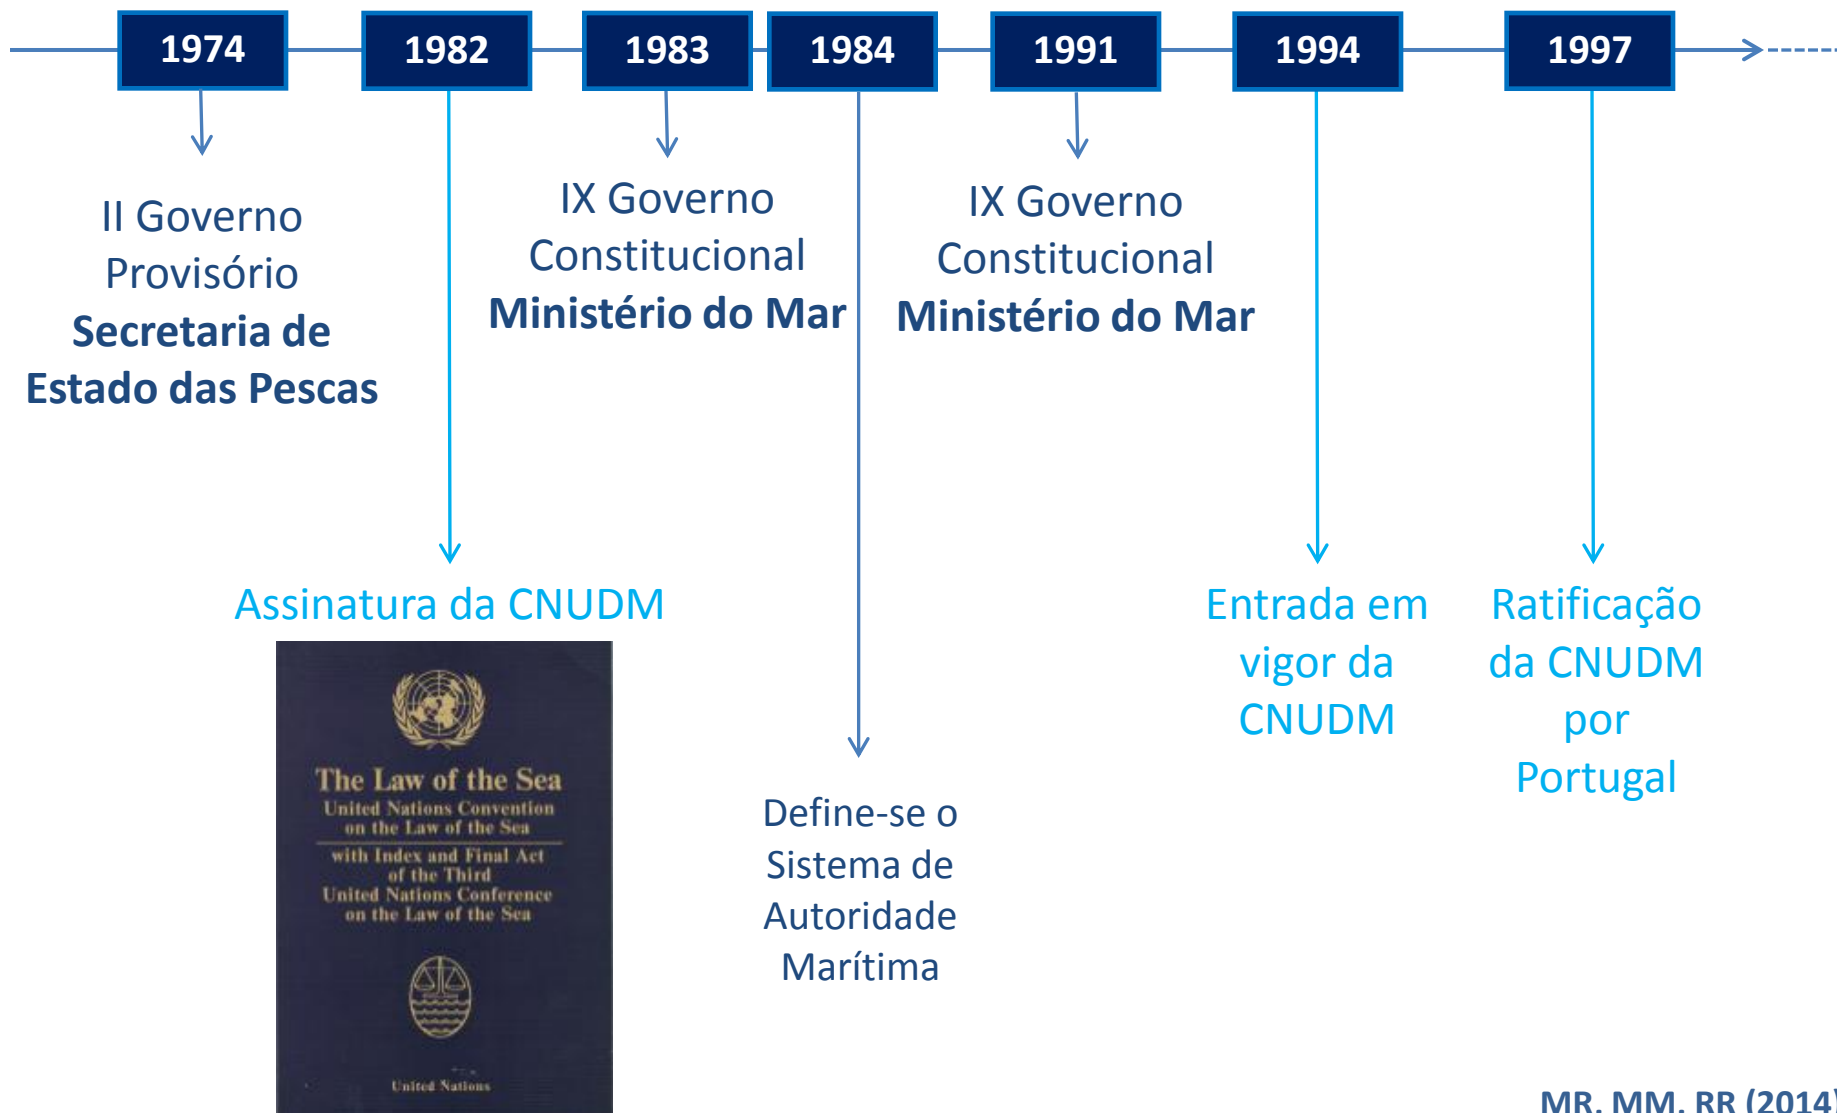 1974
1982
1983
1984
1991
1994
1997
II Governo
Provisório
Secretaria de
Estado das Pescas
IX Governo
Constitucional
Ministério do Mar
IX Governo
Constitucional
Ministério do Mar
Assinatura da CNUDM
The Law of the Sea
United Nations Convention
on the Law of the Sea
with Index and Final Act
of the Third
United Nations Conference
on the Law of the Sea
United Nations
Define-se o
Sistema de
Autoridade
Marítima
Entrada em
vigor da
CNUDM
Ratificação
da CNUDM
por
Portugal
MR, MM, RR (2014)